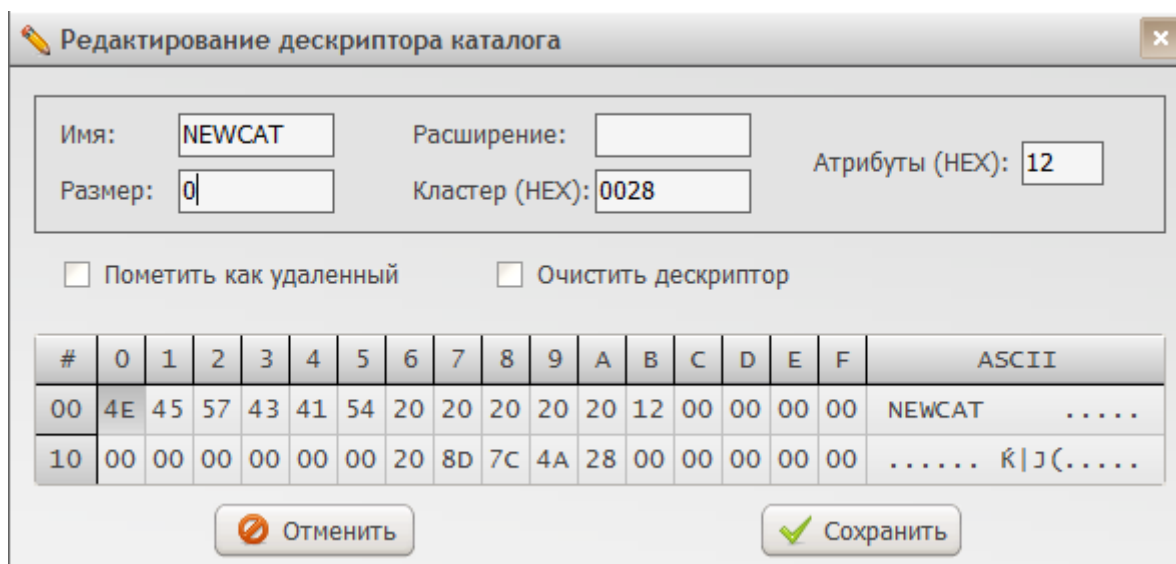 Редактирование дескриптора каталога
Имя: NEWCAT Расширение: Атрибуты (HEX): 12
Размер: 0 Кластер (HEX): 0028
Пометить как удаленный Очистить дескриптор
# 0 1 2 3 4 5 6 7 8 9 A B C D E F ASCII
00 4E 45 57 43 41 54 20 20 20 20 20 12 00 00 00 00 NEWCAT .....
10 00 00 00 00 00 00 20 8D 7C 4A 28 00 00 00 00 00 ...... Ќ|J(.....
Отменить Сохранить